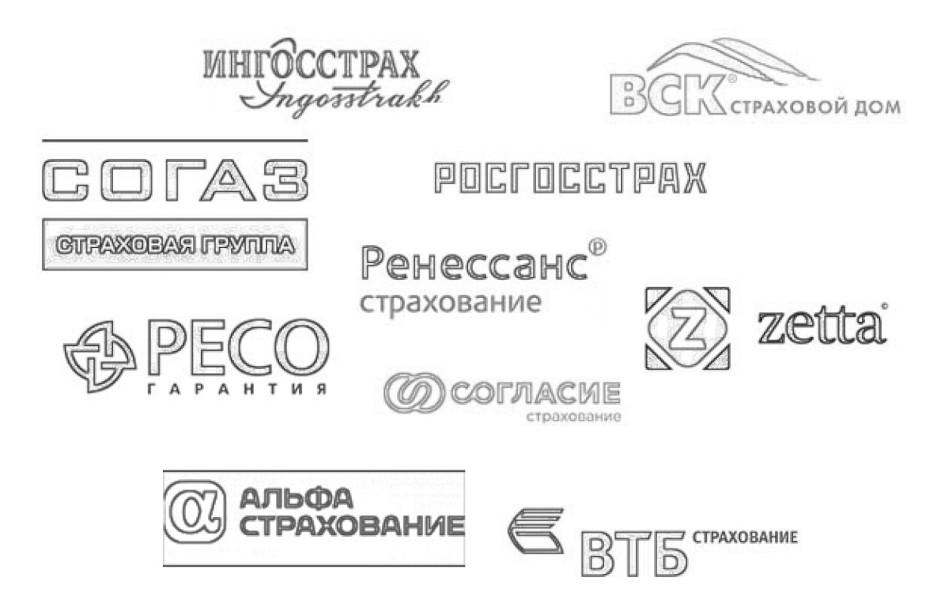 ИНГОССТРАХ
Ingosstrakh
ВСК®
СТРАХОВОЙ ДОМ
СОГАЗ
СТРАХОВАЯ ГРУППА
РОСГОССТРАХ
Ренессанс ®
страхование
РЕСО
ГАРАНТИЯ
Z zetta
СОГЛАСИЕ
страхование
α АЛЬФА
СТРАХОВАНИЕ
ВТБ СТРАХОВАНИЕ